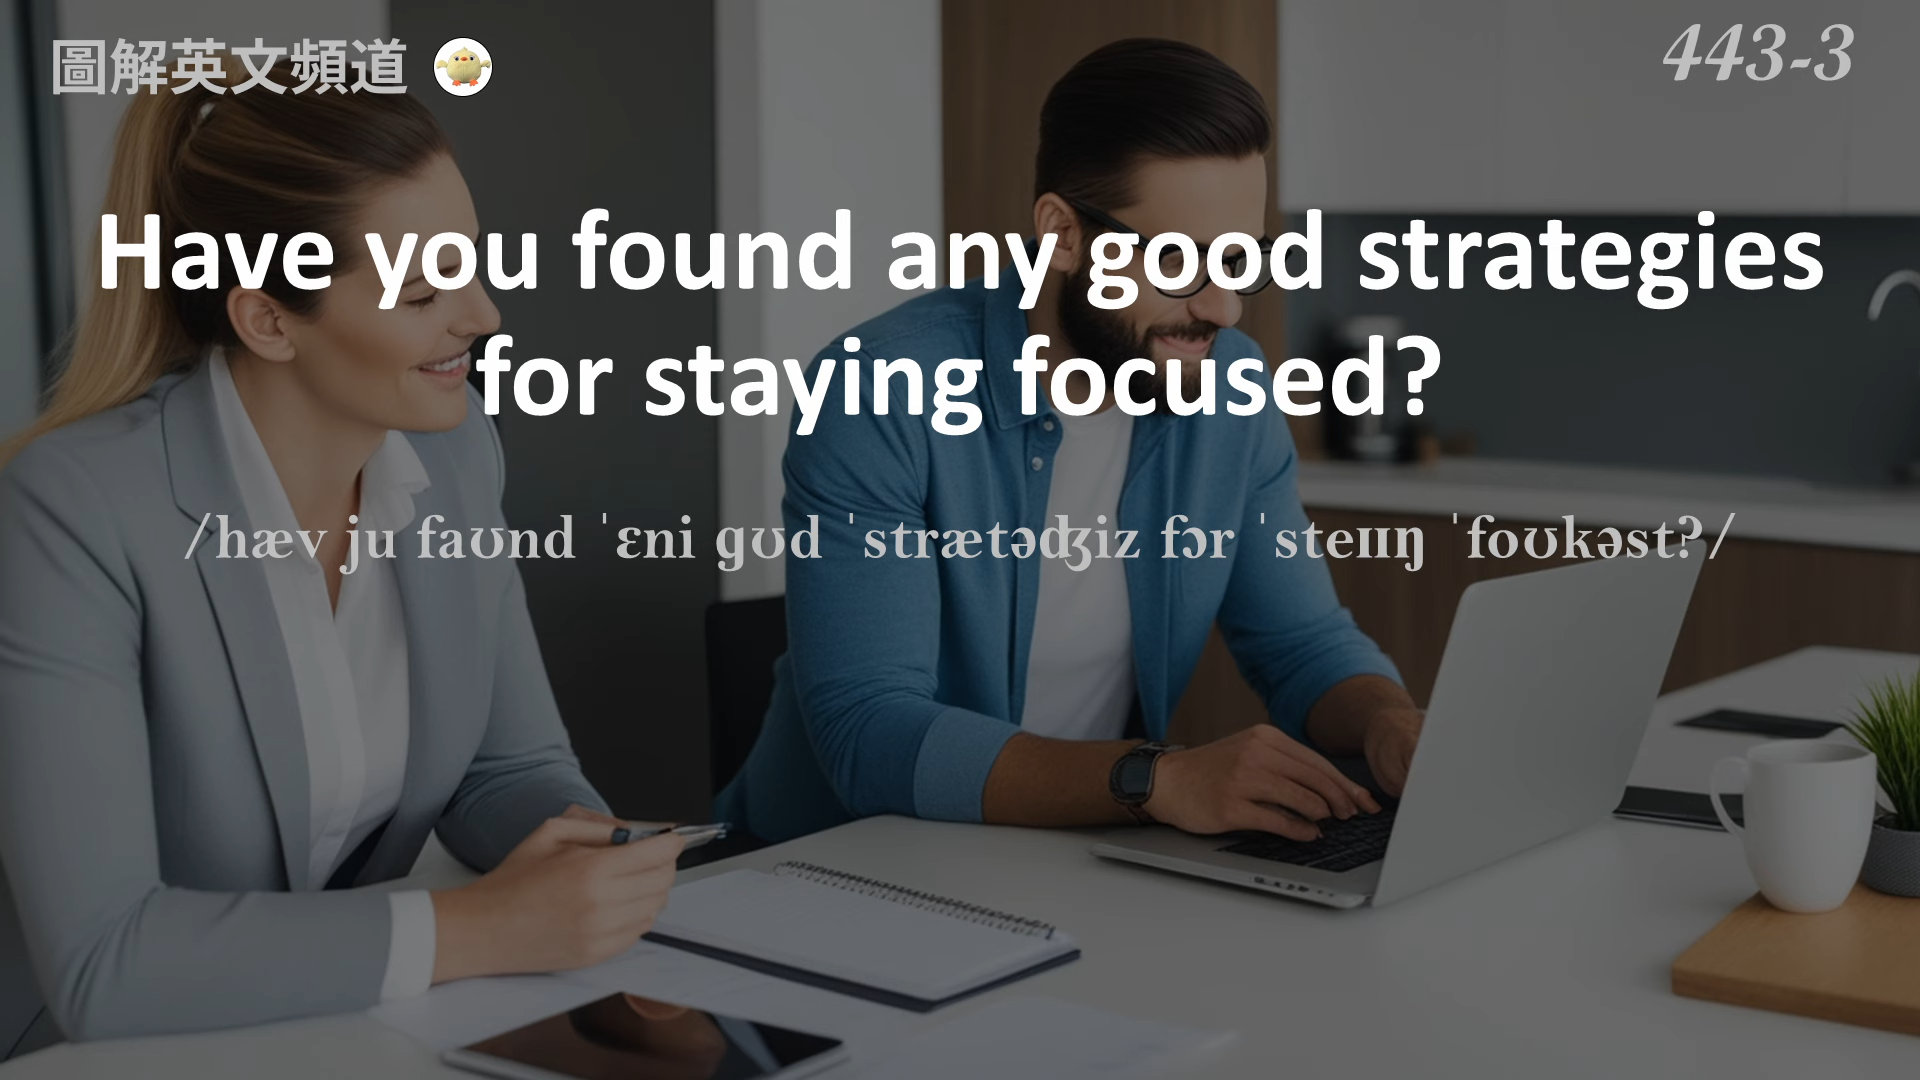 圖解英文頻道
443-3
Have you found any good strategies
for staying focused?
/hæv ju faʊnd ˈɛni ɡʊd ˈstrætəʤiz fɔr ˈsteɪɪŋ ˈfoʊkəst?/